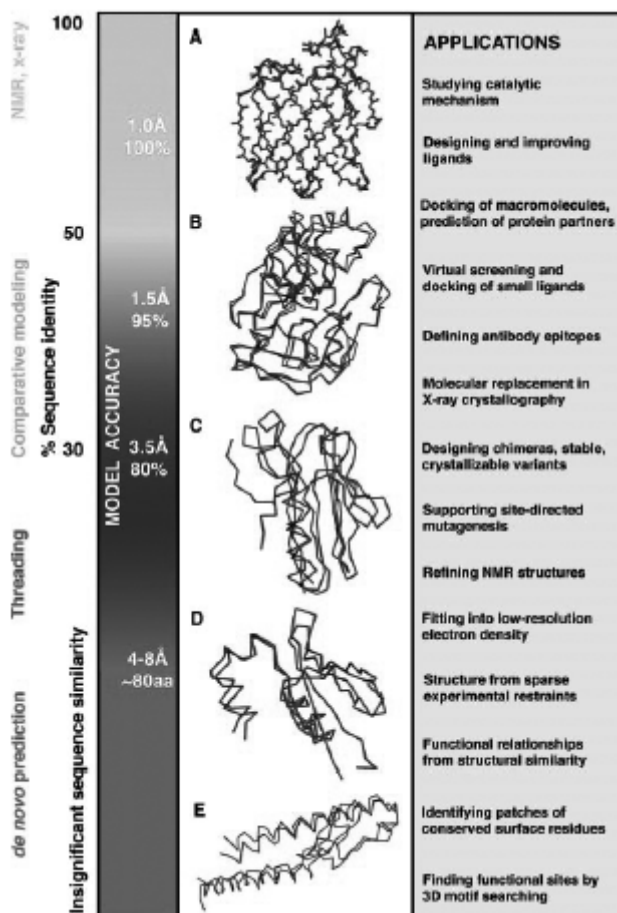 NMR, x-ray
Comparative modeling
Threading
de novo prediction
% Sequence identity
Insignificant sequence similarity
100
50
30
MODEL ACCURACY
1.0Å
100%
1.5Å
95%
3.5Å
80%
4-8Å
~80aa
A
B
C
D
E
APPLICATIONS
Studying catalytic
mechanism
Designing and improving
ligands
Docking of macromolecules,
prediction of protein partners
Virtual screening and
docking of small ligands
Defining antibody epitopes
Molecular replacement in
X-ray crystallography
Designing chimeras, stable,
crystallizable variants
Supporting site-directed
mutagenesis
Refining NMR structures
Fitting into low-resolution
electron density
Structure from sparse
experimental restraints
Functional relationships
from structural similarity
Identifying patches of
conserved surface residues
Finding functional sites by
3D motif searching